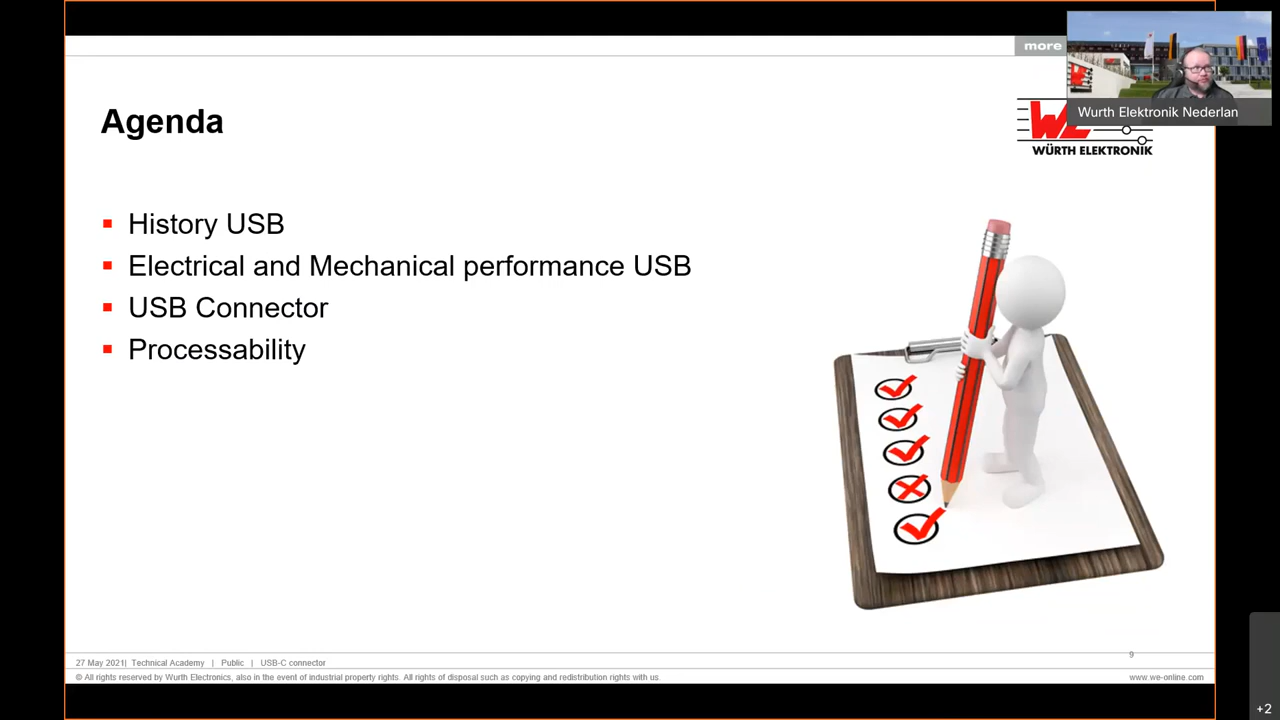 more
Wurth Elektronik Nederlan
Agenda
WE
WÜRTH ELEKTRONIK
History USB
Electrical and Mechanical performance USB
USB Connector
Processability
9
27 May 2021| Technical Academy | Public | USB-C connector
© All rights reserved by Wurth Electronics, also in the event of industrial property rights. All rights of disposal such as copying and redistribution rights with us.
www.we-online.com
+2